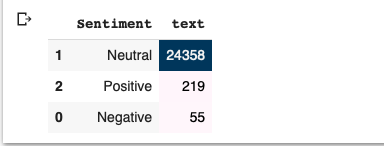 Sentiment text
1 Neutral 24358
2 Positive 219
0 Negative 55